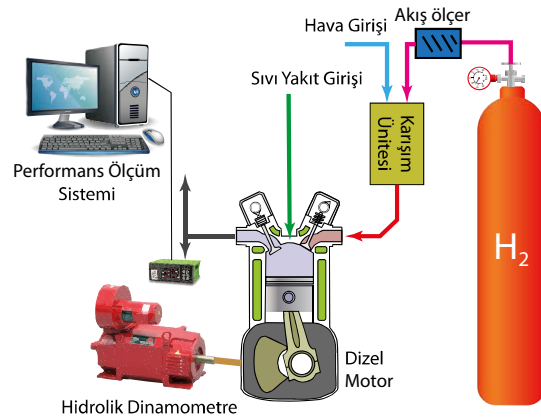 Akış ölçer
Hava Girişi
Sıvı Yakıt Girişi
Karışım
Ünitesi
Performans Ölçüm
Sistemi
H₂
Dizel
Motor
Hidrolik Dinamometre